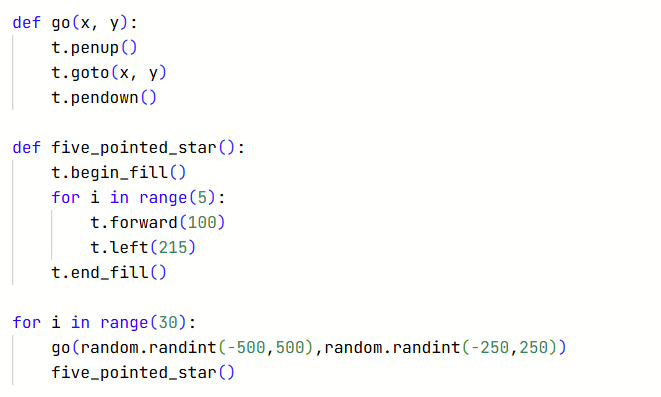 def go(x, y):
    t.penup()
    t.goto(x, y)
    t.pendown()

def five_pointed_star():
    t.begin_fill()
    for i in range(5):
        t.forward(100)
        t.left(215)
    t.end_fill()

for i in range(30):
    go(random.randint(-500,500),random.randint(-250,250))
    five_pointed_star()